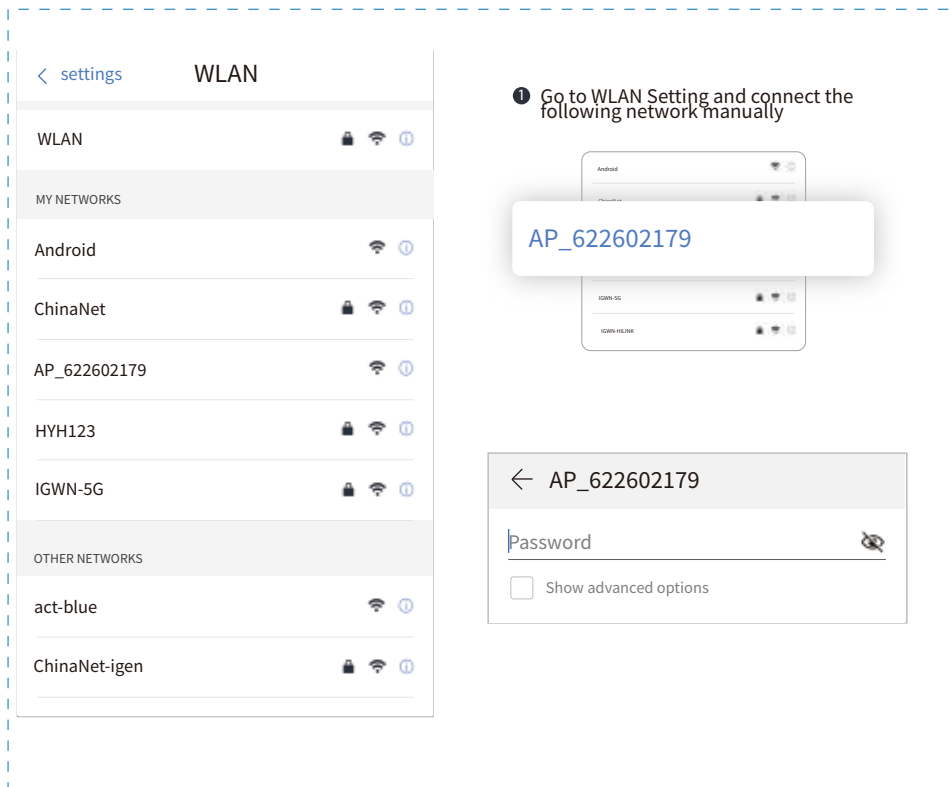 settings
WLAN
WLAN
MY NETWORKS
Android
ChinaNet
AP_622602179
HYH123
IGWN-5G
OTHER NETWORKS
act-blue
ChinaNet-igen
1 Go to WLAN Setting and connect the
following network manually
Android
AP_622602179
IGWN-5G
IGWN-HILINK
AP_622602179
Password
Show advanced options